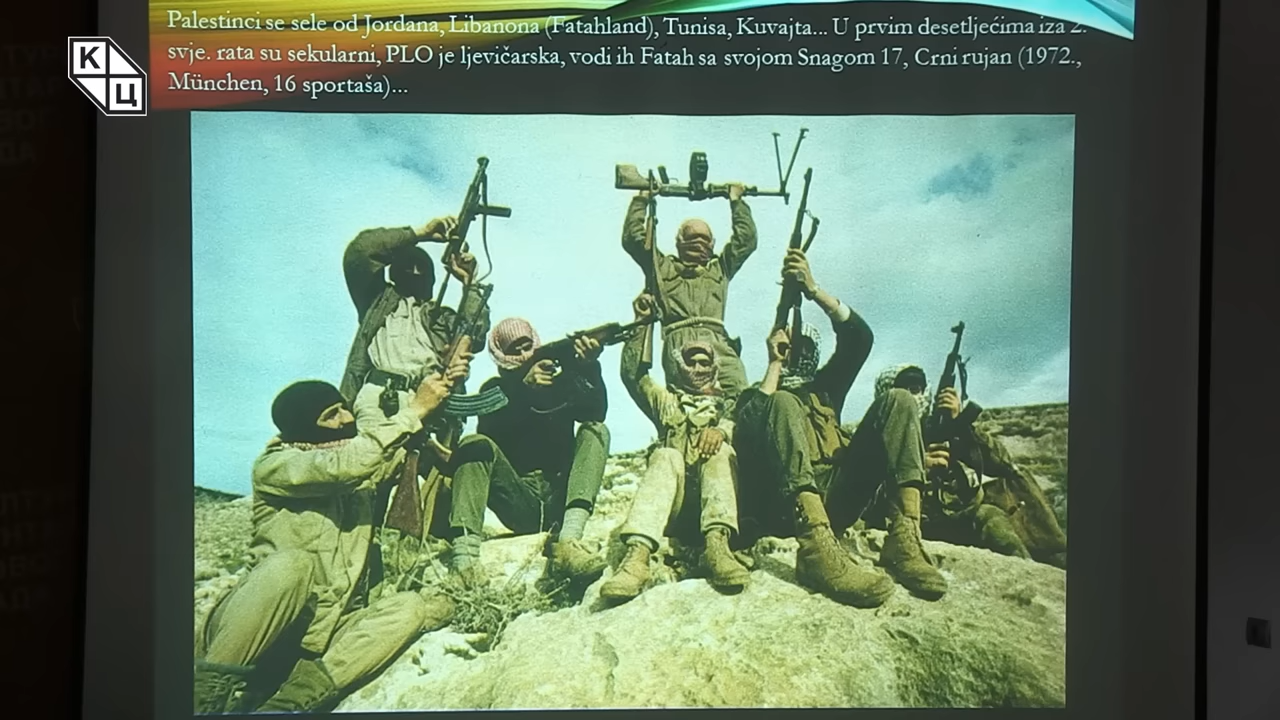 Palestinci se sele od Jordana, Libanona (Fatahland), Tunisa, Kuvajta... U prvim desetljećima iza 2.
svje. rata su sekularni, PLO je ljevičarska, vodi ih Fatah sa svojom Snagom 17, Crni rujan (1972.,
München, 16 sportaša)...
К
Ц